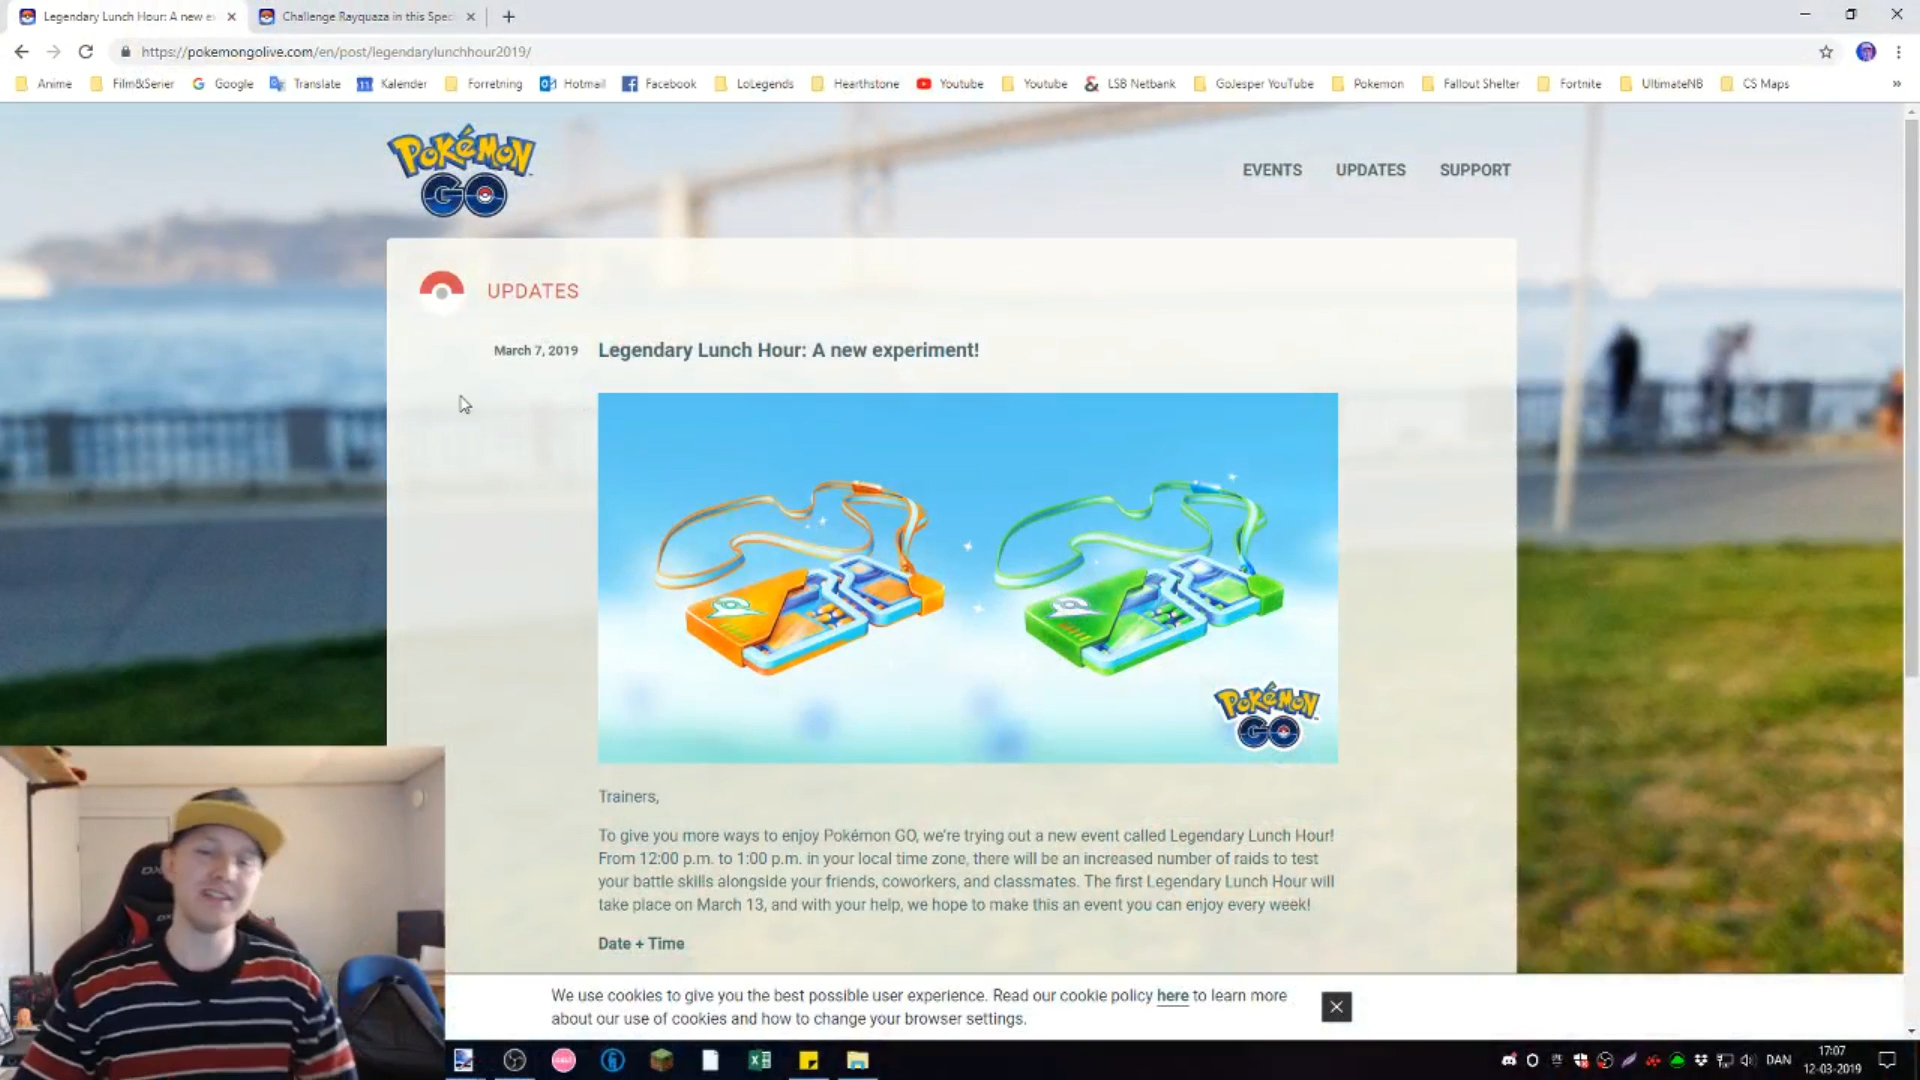 Legendary Lunch Hour: A new e
Challenge Rayquaza in this Spec
https://pokemongolive.com/en/post/legendarylunchhour2019/
Anime Film&Serier Google Translate Kalender Forretning Hotmail Facebook LoLegends Hearthstone Youtube Youtube LSB Netbank GoJesper YouTube Pokemon Fallout Shelter Fortnite UltimateNB CS Maps »
POKéMON
GO
EVENTS UPDATES SUPPORT
UPDATES
March 7, 2019 Legendary Lunch Hour: A new experiment!
POKéMON
GO
Trainers,
To give you more ways to enjoy Pokémon GO, we're trying out a new event called Legendary Lunch Hour!
From 12:00 p.m. to 1:00 p.m. in your local time zone, there will be an increased number of raids to test
your battle skills alongside your friends, coworkers, and classmates. The first Legendary Lunch Hour will
take place on March 13, and with your help, we hope to make this an event you can enjoy every week!
Date + Time
We use cookies to give you the best possible user experience. Read our cookie policy here to learn more
about our use of cookies and how to change your browser settings.
DAN
17:07
12-03-2019